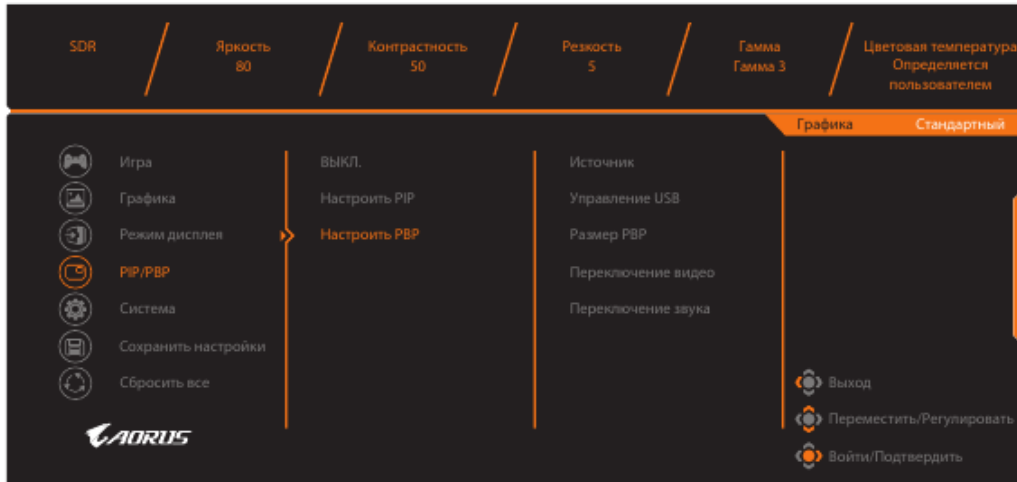 SDR
Яркость
80
Контрастность
50
Резкость
5
Гамма
Гамма 3
Цветовая температура
Определяется
пользователем
Графика Стандартный
Игра
Графика
Режим дисплея
PIP/PBP
Система
Сохранить настройки
Сбросить все
ВЫКЛ.
Настроить PIP
Настроить PBP
Источник
Управление USB
Размер PBP
Переключение видео
Переключение звука
Выход
Переместить/Регулировать
Войти/Подтвердить
AORUS